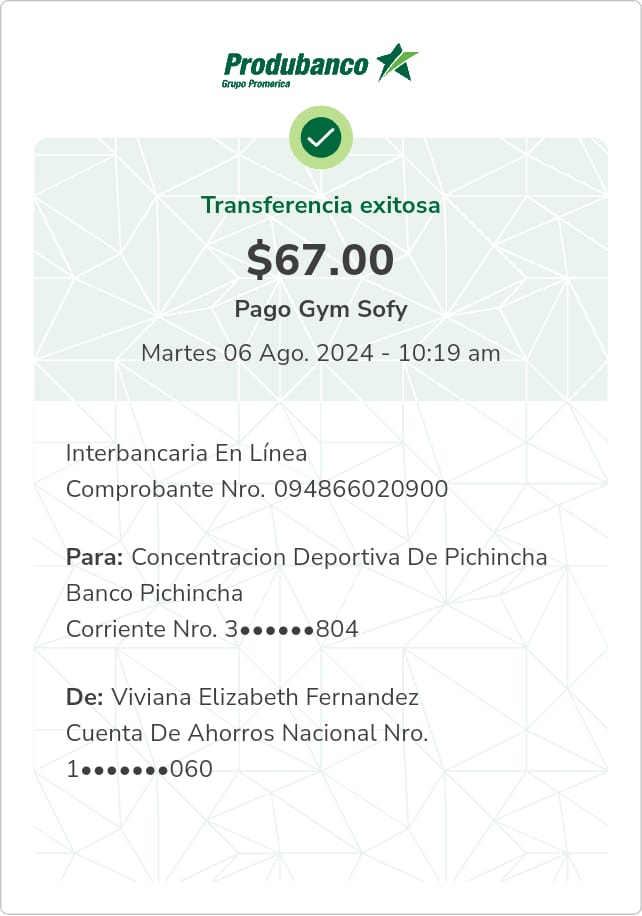 Produbanco
Grupo Promerica
Transferencia exitosa
$67.00
Pago Gym Sofy
Martes 06 Ago. 2024 - 10:19 am
Interbancaria En Línea
Comprobante Nro. 094866020900
Para: Concentracion Deportiva De Pichincha
Banco Pichincha
Corriente Nro. 3••••••804
De: Viviana Elizabeth Fernandez
Cuenta De Ahorros Nacional Nro.
1•••••••060